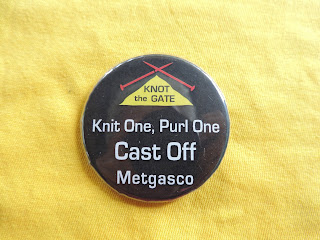 KNOT
the GATE
Knit One, Purl One
Cast Off
Metgasco